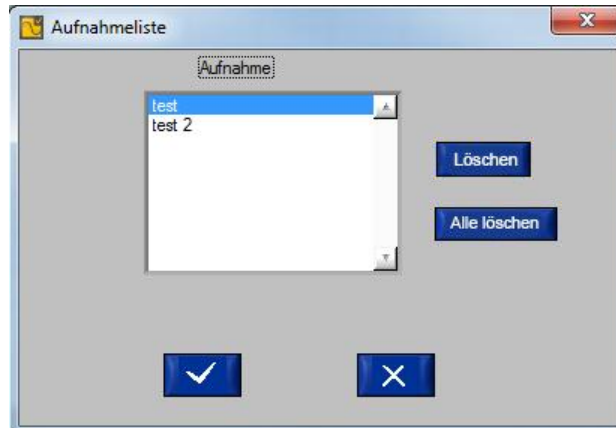 Aufnahmeliste
Aufnahme
test
test 2
Löschen
Alle löschen